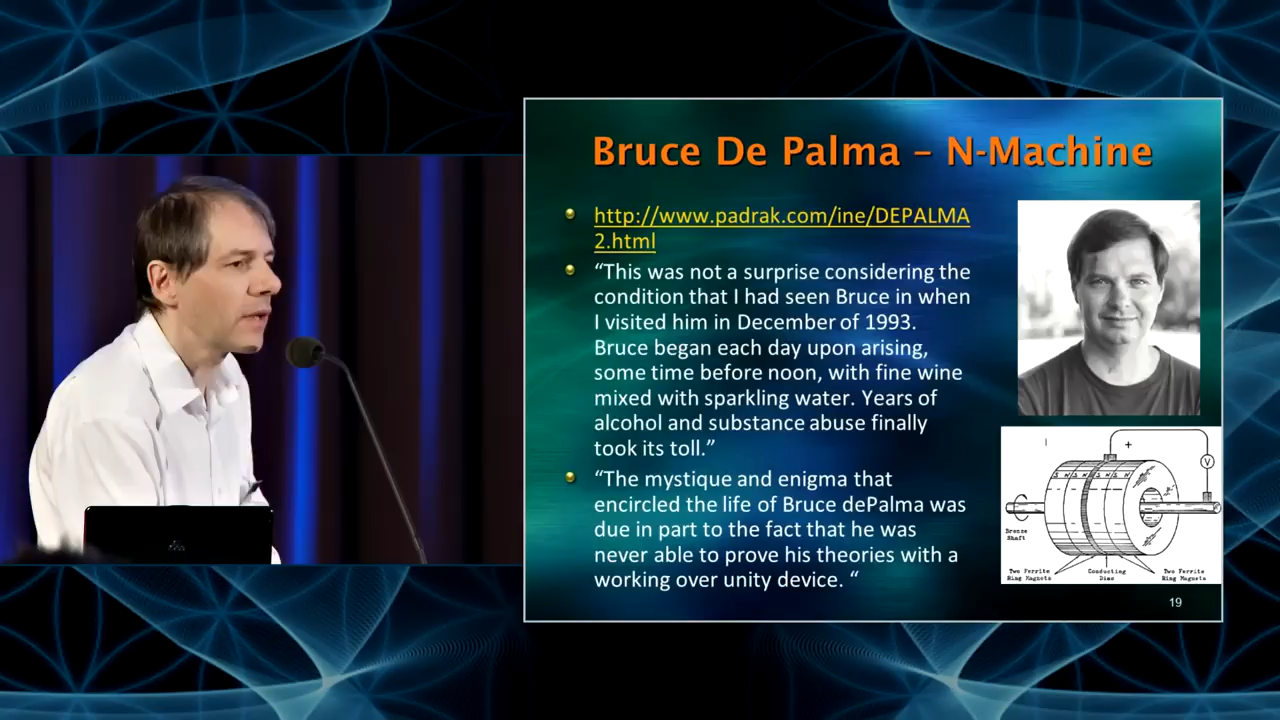 Bruce De Palma – N-Machine
http://www.padrak.com/ine/DEPALMA
2.html
“This was not a surprise considering the
condition that I had seen Bruce in when
I visited him in December of 1993.
Bruce began each day upon arising,
some time before noon, with fine wine
mixed with sparkling water. Years of
alcohol and substance abuse finally
took its toll.”
“The mystique and enigma that
encircled the life of Bruce dePalma was
due in part to the fact that he was
never able to prove his theories with a
working over unity device. “
+
V
Bronze
Shaft
Two Ferrite
Ring Magnets
Conducting
Disc
Two Ferrite
Ring Magnets
19